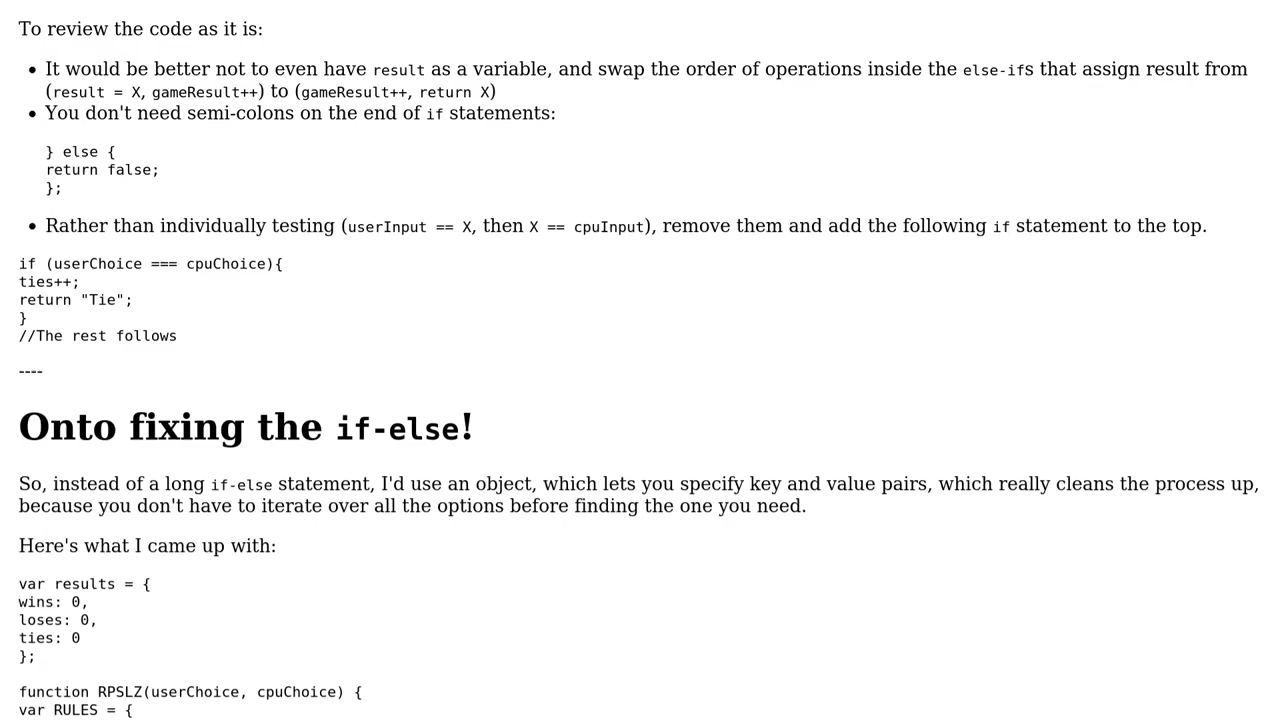 To review the code as it is:
• It would be better not to even have result as a variable, and swap the order of operations inside the else-ifs that assign result from
(result = X, gameResult++) to (gameResult++, return X)
• You don't need semi-colons on the end of if statements:
} else {
return false;
};
• Rather than individually testing (userInput == X, then X == cpuInput), remove them and add the following if statement to the top.
if (userChoice === cpuChoice){
ties++;
return "Tie";
}
//The rest follows
----
Onto fixing the if-else!
So, instead of a long if-else statement, I'd use an object, which lets you specify key and value pairs, which really cleans the process up,
because you don't have to iterate over all the options before finding the one you need.
Here's what I came up with:
var results = {
wins: 0,
loses: 0,
ties: 0
};
function RPSLZ(userChoice, cpuChoice) {
var RULES = {